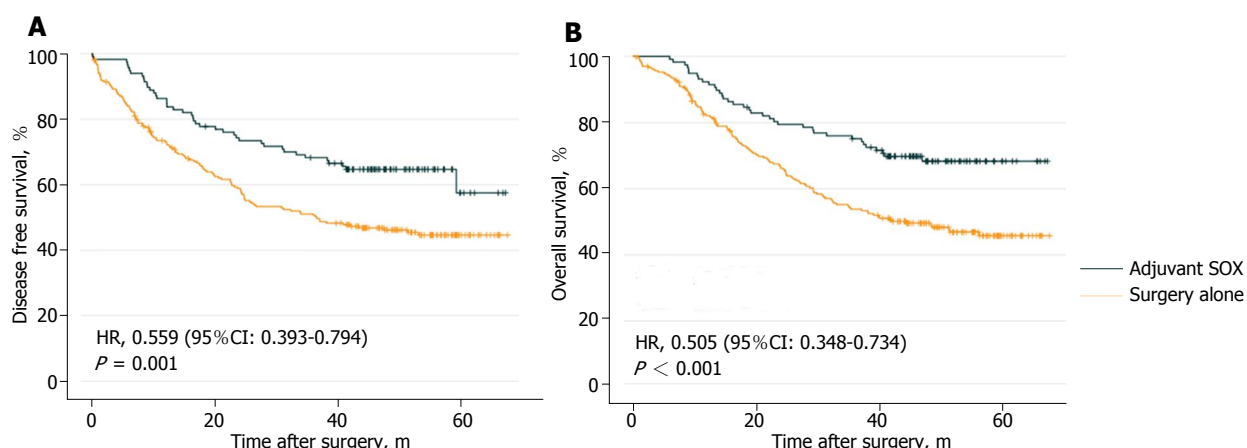 A
Disease free survival, %
100
80
60
40
20
0
HR, 0.559 (95%CI: 0.393-0.794)
P = 0.001
0 20 40 60
Time after surgery, m
B
Overall survival, %
100
80
60
40
20
0
HR, 0.505 (95%CI: 0.348-0.734)
P < 0.001
0 20 40 60
Time after surgery, m
Adjuvant SOX
Surgery alone